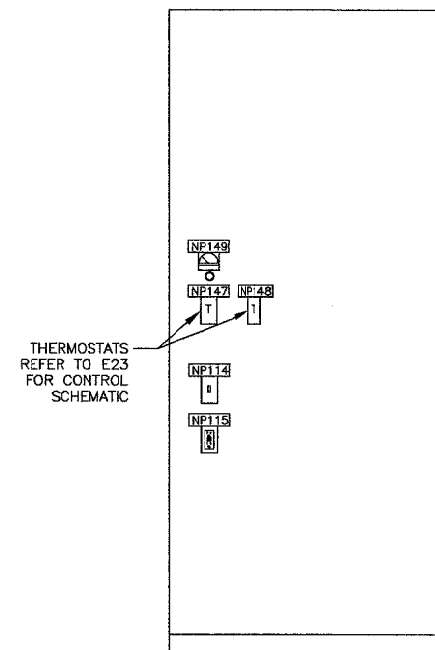 NP149
NP147 NP148
T T
THERMOSTATS
REFER TO E23
FOR CONTROL
SCHEMATIC
NP114
NP115